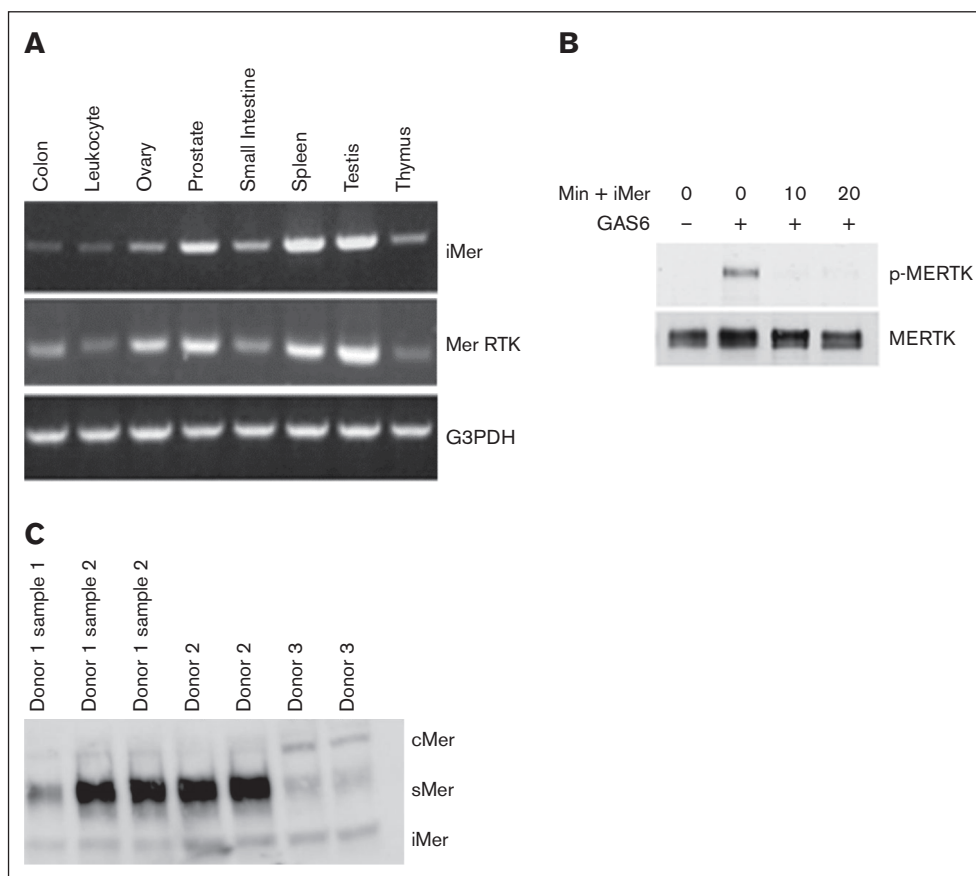 A
Colon
Leukocyte
Ovary
Prostate
Small Intestine
Spleen
Testis
Thymus
iMer
Mer RTK
G3PDH
B
Min + iMer 0 0 10 20
GAS6 – + + +
p-MERTK
MERTK
C
Donor 1 sample 1
Donor 1 sample 2
Donor 1 sample 2
Donor 2
Donor 2
Donor 3
Donor 3
cMer
sMer
iMer